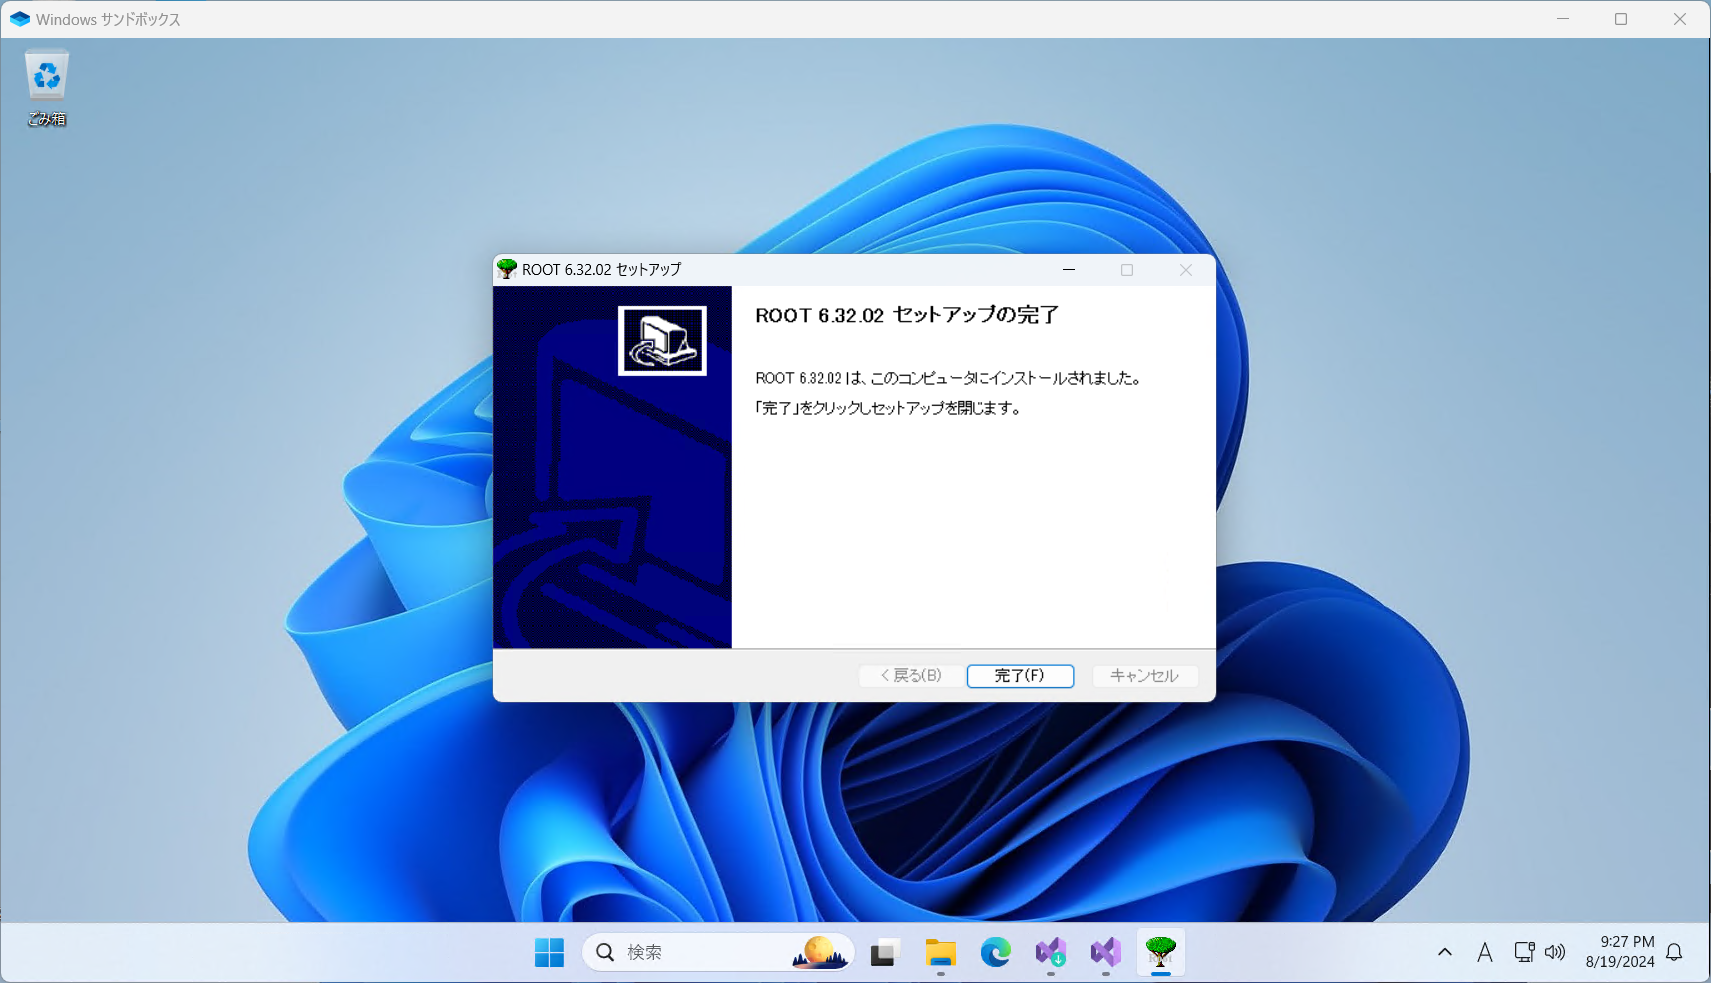 Windows サンドボックス
ごみ箱
ROOT 6.32.02 セットアップ
ROOT 6.32.02 セットアップの完了
ROOT 6.32.02 は、このコンピュータにインストールされました。
「完了」をクリックしセットアップを閉じます。
< 戻る(B)
完了(F)
キャンセル
検索
A
9:27 PM
8/19/2024